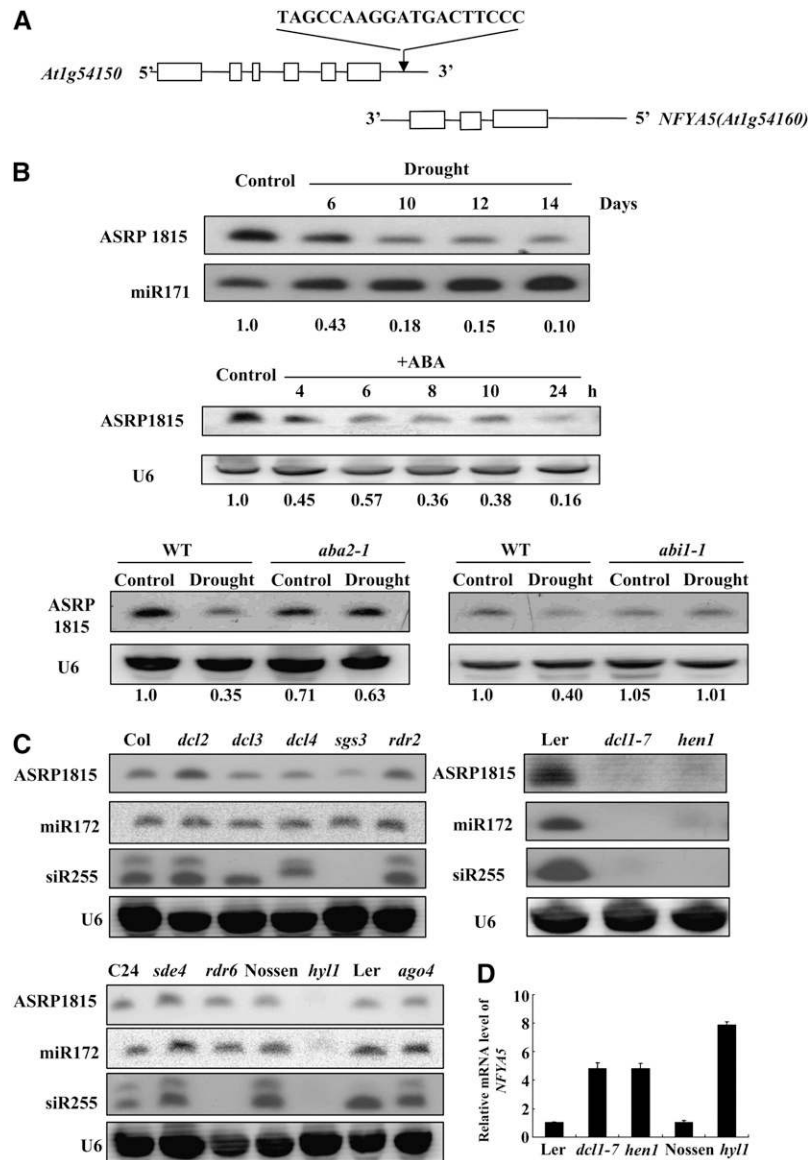 A
TAGCCAAGGATGACTTCCC
At1g54150 5' 3'
3' 5' NFYA5(At1g54160)
B
Control Drought
6 10 12 14 Days
ASRP 1815
miR171
1.0 0.43 0.18 0.15 0.10
Control +ABA
4 6 8 10 24 h
ASRP1815
U6
1.0 0.45 0.57 0.36 0.38 0.16
WT aba2-1
Control Drought Control Drought
ASRP
1815
U6
1.0 0.35 0.71 0.63
WT abi1-1
Control Drought Control Drought
1.0 0.40 1.05 1.01
C
Col dcl2 dcl3 dcl4 sgs3 rdr2
ASRP1815
miR172
siR255
U6
Ler dcl1-7 hen1
ASRP1815
miR172
siR255
U6
C24 sde4 rdr6 Nossen hyl1 Ler ago4
ASRP1815
miR172
siR255
U6
D
Relative mRNA level of
NFYA5
10
8
6
4
2
0
Ler dcl1-7 hen1 Nossen hyl1